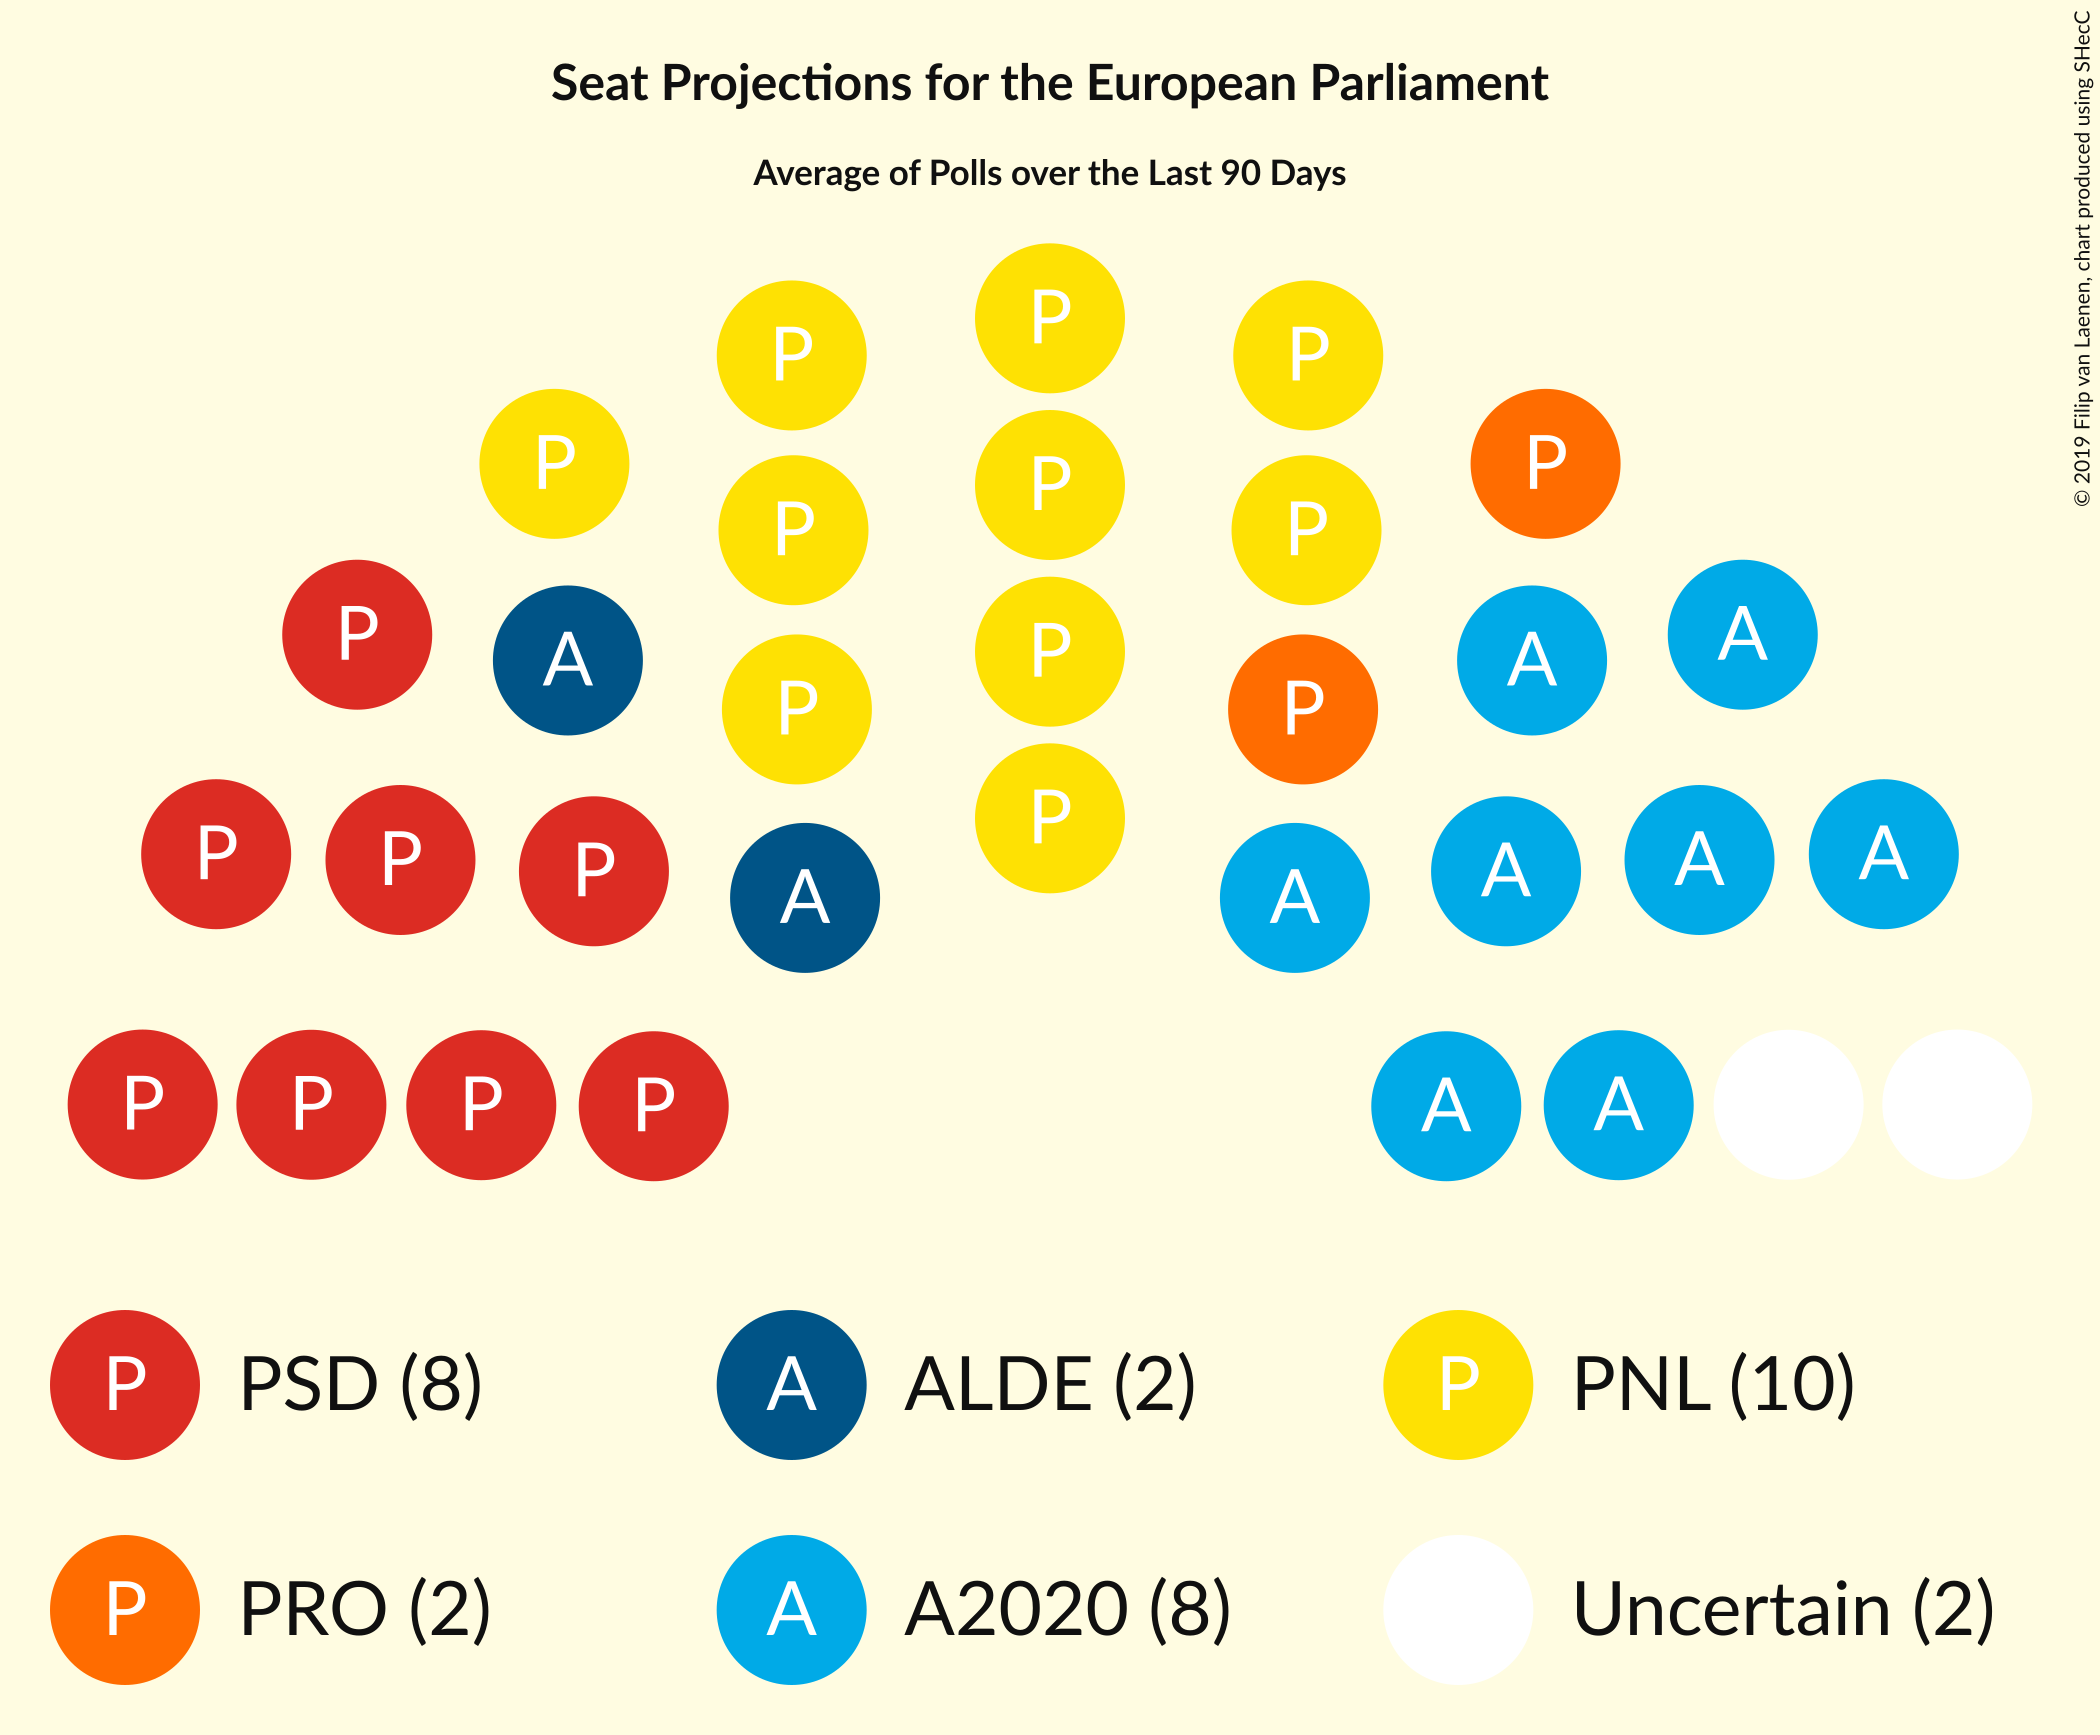 Seat Projections for the European Parliament
Average of Polls over the Last 90 Days
© 2019 Filip van Laenen, chart produced using SHecC
P
P P
P P
P
P P
P
P A A A
P
P P
P A P P A A A
P A A
P P P P A A
P PSD (8) A ALDE (2) P PNL (10)
P PRO (2) A A2020 (8) Uncertain (2)